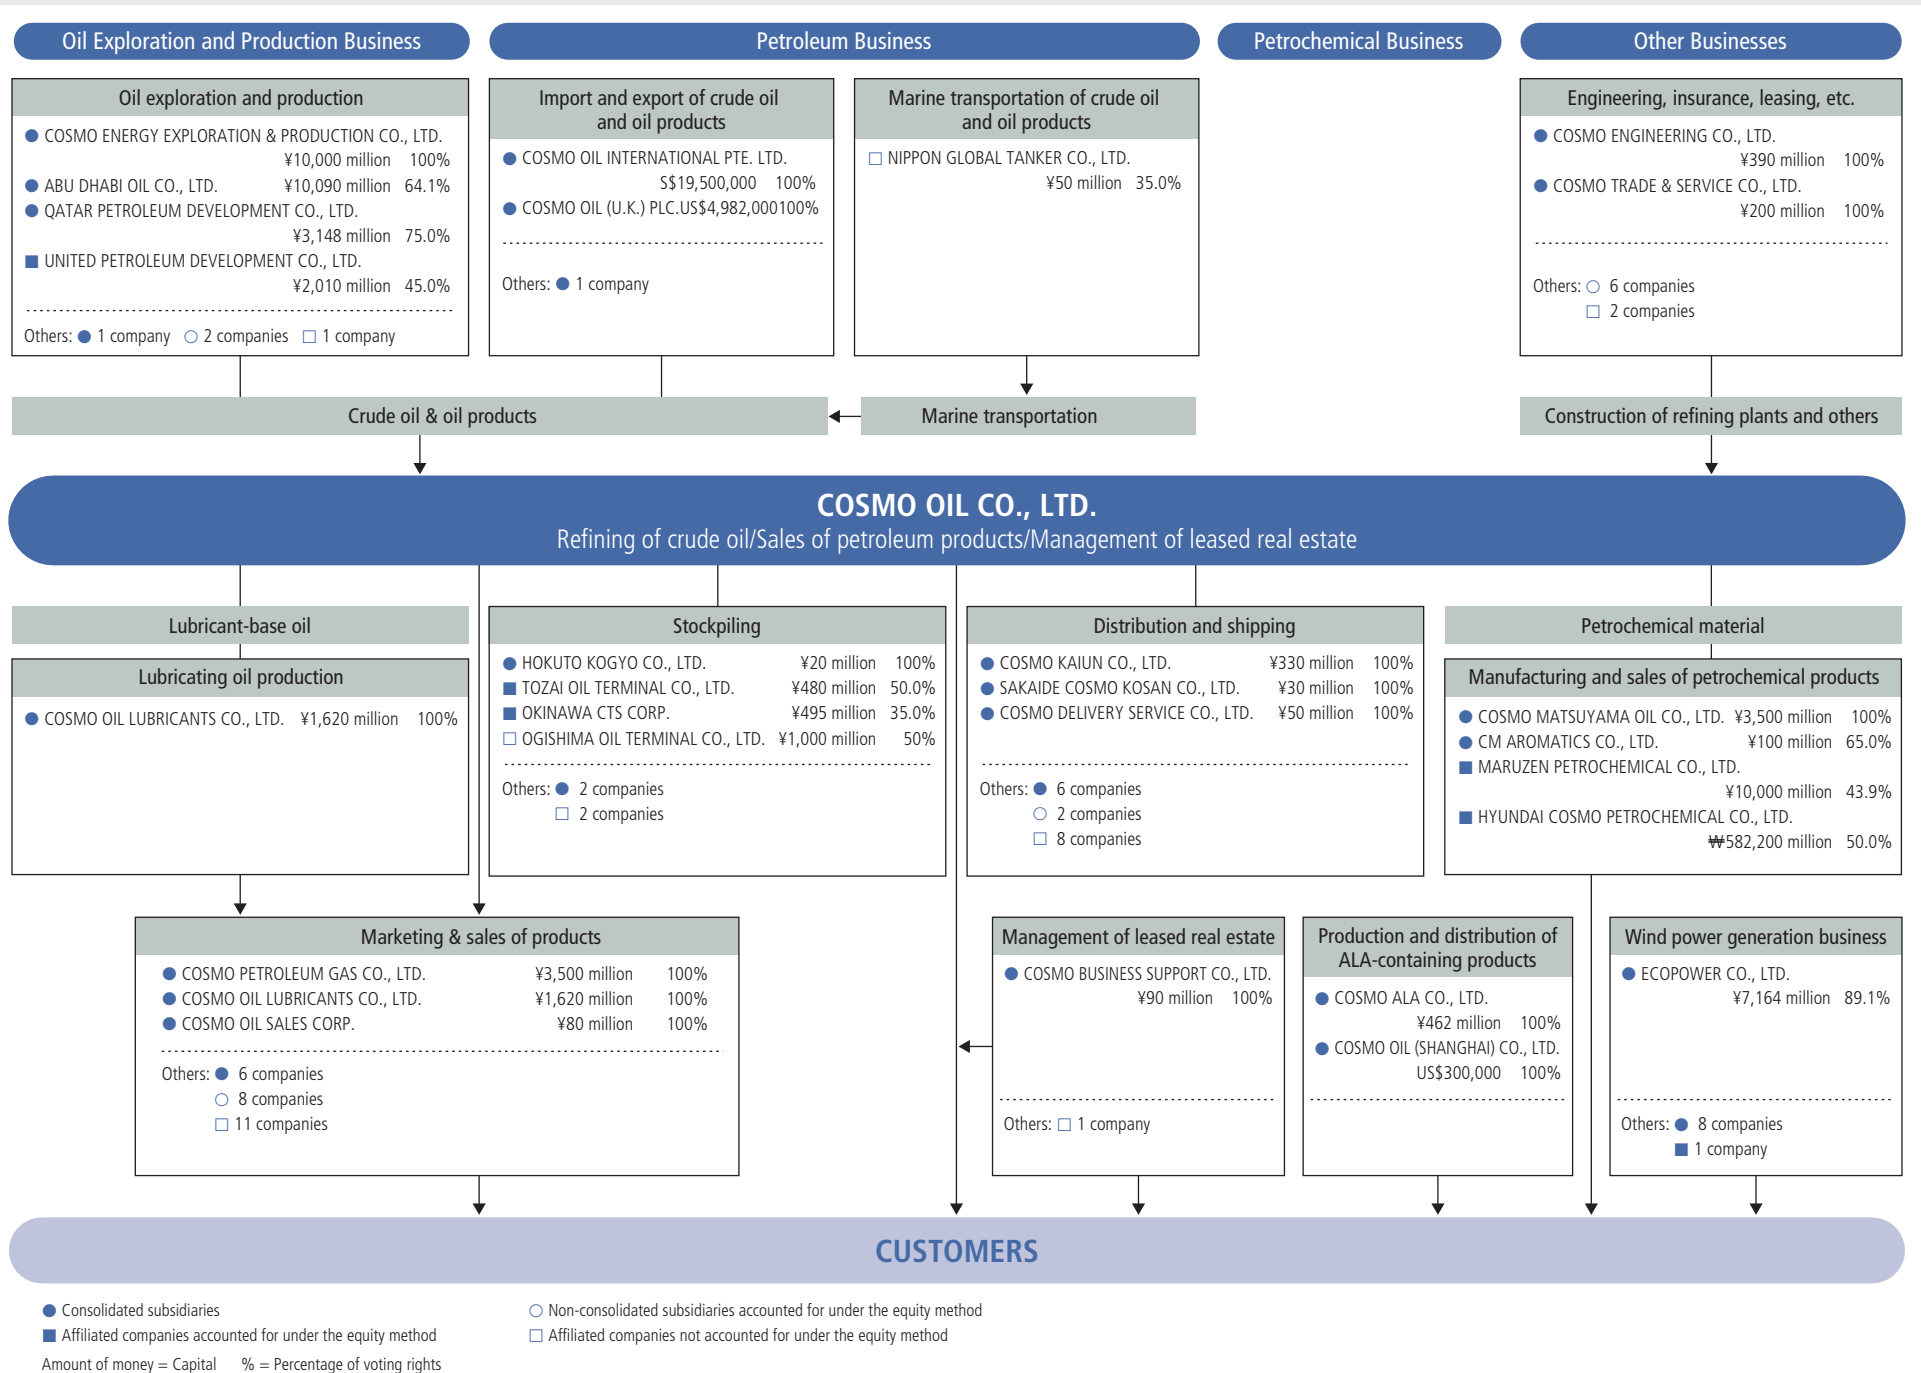 Oil Exploration and Production Business
Petroleum Business
Petrochemical Business
Other Businesses
Oil exploration and production
● COSMO ENERGY EXPLORATION & PRODUCTION CO., LTD.
¥10,000 million 100%
● ABU DHABI OIL CO., LTD. ¥10,090 million 64.1%
● QATAR PETROLEUM DEVELOPMENT CO., LTD.
¥3,148 million 75.0%
■ UNITED PETROLEUM DEVELOPMENT CO., LTD.
¥2,010 million 45.0%
Others: ● 1 company ○ 2 companies □ 1 company
Import and export of crude oil
and oil products
● COSMO OIL INTERNATIONAL PTE. LTD.
S$19,500,000 100%
● COSMO OIL (U.K.) PLC.US$4,982,000100%
Others: ● 1 company
Marine transportation of crude oil
and oil products
□ NIPPON GLOBAL TANKER CO., LTD.
¥50 million 35.0%
Engineering, insurance, leasing, etc.
● COSMO ENGINEERING CO., LTD.
¥390 million 100%
● COSMO TRADE & SERVICE CO., LTD.
¥200 million 100%
Others: ○ 6 companies
□ 2 companies
Crude oil & oil products
Marine transportation
Construction of refining plants and others
COSMO OIL CO., LTD.
Refining of crude oil/Sales of petroleum products/Management of leased real estate
Lubricant-base oil
Lubricating oil production
● COSMO OIL LUBRICANTS CO., LTD. ¥1,620 million 100%
Stockpiling
● HOKUTO KOGYO CO., LTD. ¥20 million 100%
■ TOZAI OIL TERMINAL CO., LTD. ¥480 million 50.0%
■ OKINAWA CTS CORP. ¥495 million 35.0%
□ OGISHIMA OIL TERMINAL CO., LTD. ¥1,000 million 50%
Others: ● 2 companies
□ 2 companies
Distribution and shipping
● COSMO KAIUN CO., LTD. ¥330 million 100%
● SAKAIDE COSMO KOSAN CO., LTD. ¥30 million 100%
● COSMO DELIVERY SERVICE CO., LTD. ¥50 million 100%
Others: ● 6 companies
○ 2 companies
□ 8 companies
Petrochemical material
Manufacturing and sales of petrochemical products
● COSMO MATSUYAMA OIL CO., LTD. ¥3,500 million 100%
● CM AROMATICS CO., LTD. ¥100 million 65.0%
■ MARUZEN PETROCHEMICAL CO., LTD.
¥10,000 million 43.9%
■ HYUNDAI COSMO PETROCHEMICAL CO., LTD.
₩582,200 million 50.0%
Marketing & sales of products
● COSMO PETROLEUM GAS CO., LTD. ¥3,500 million 100%
● COSMO OIL LUBRICANTS CO., LTD. ¥1,620 million 100%
● COSMO OIL SALES CORP. ¥80 million 100%
Others: ● 6 companies
○ 8 companies
□ 11 companies
Management of leased real estate
● COSMO BUSINESS SUPPORT CO., LTD.
¥90 million 100%
Others: □ 1 company
Production and distribution of
ALA-containing products
● COSMO ALA CO., LTD.
¥462 million 100%
● COSMO OIL (SHANGHAI) CO., LTD.
US$300,000 100%
Wind power generation business
● ECOPOWER CO., LTD.
¥7,164 million 89.1%
Others: ● 8 companies
■ 1 company
CUSTOMERS
● Consolidated subsidiaries
○ Non-consolidated subsidiaries accounted for under the equity method
■ Affiliated companies accounted for under the equity method
□ Affiliated companies not accounted for under the equity method
Amount of money = Capital % = Percentage of voting rights